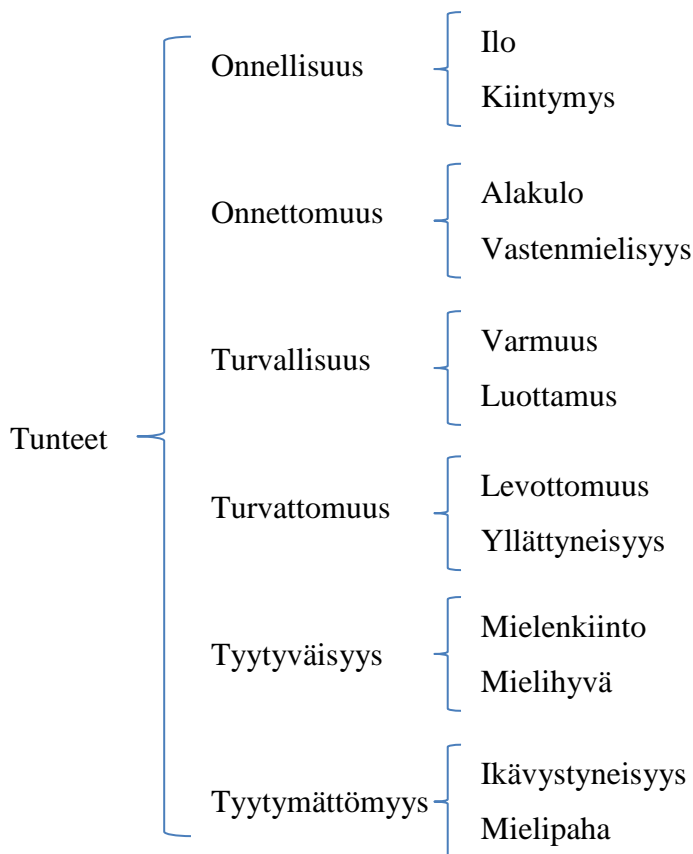 Tunteet
Onnellisuus
Ilo
Kiintymys
Onnettomuus
Alakulo
Vastenmielisyys
Turvallisuus
Varmuus
Luottamus
Turvattomuus
Levottomuus
Yllättyneisyys
Tyytyväisyys
Mielenkiinto
Mielihyvä
Tyytymättömyys
Ikävystyneisyys
Mielipaha